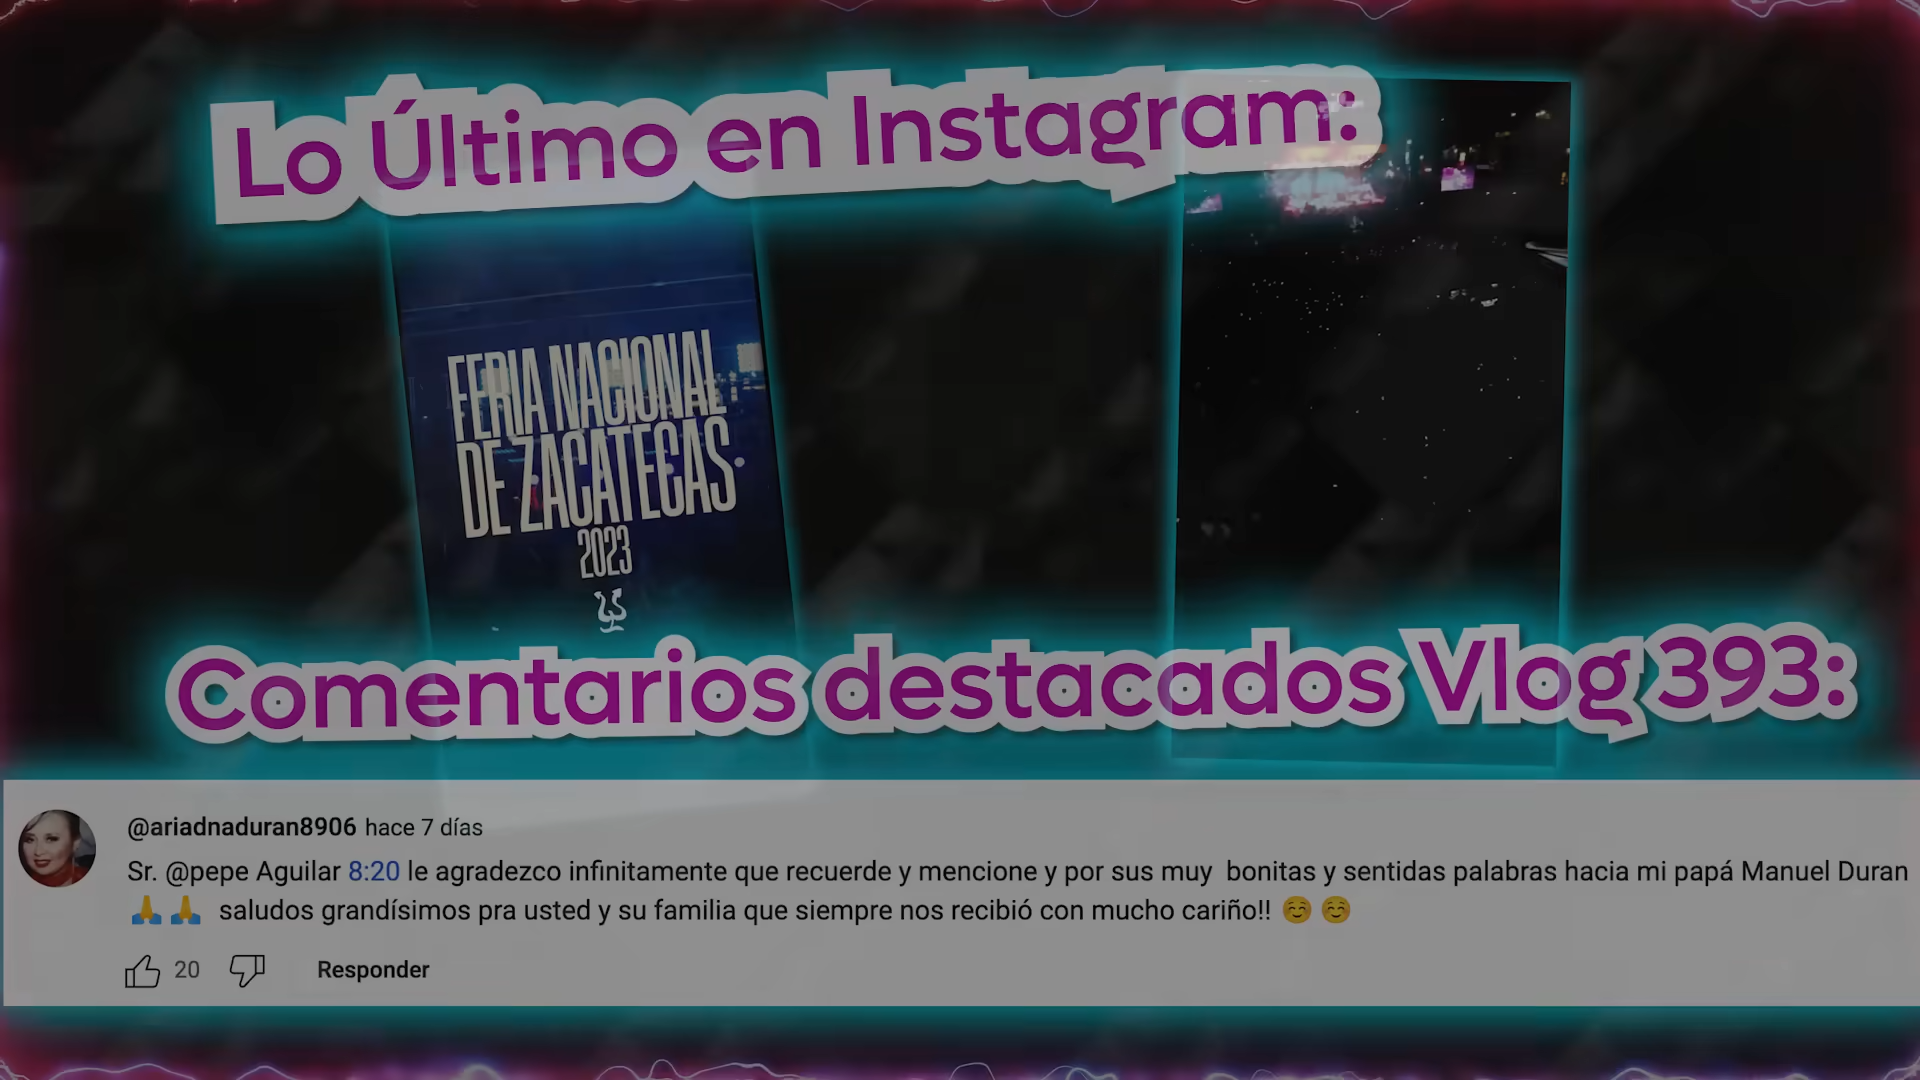 Lo Último en Instagram:
FERIA NACIONAL
DE ZACATECAS
2023
Comentarios destacados Vlog 393:
@ariadnaduran8906 hace 7 días
Sr. @pepe Aguilar 8:20 le agradezco infinitamente que recuerde y mencione y por sus muy bonitas y sentidas palabras hacia mi papá Manuel Duran
🙏 🙏 saludos grandísimos pra usted y su familia que siempre nos recibió con mucho cariño!! ☺️ ☺️
20 Responder